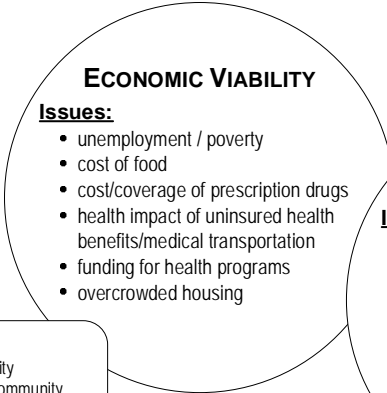 ECONOMIC VIABILITY
Issues:
• unemployment / poverty
• cost of food
• cost/coverage of prescription drugs
• health impact of uninsured health
benefits/medical transportation
• funding for health programs
• overcrowded housing